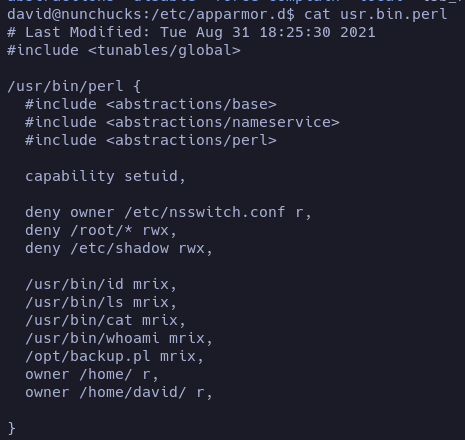 david@nunchucks:/etc/apparmor.d$ cat usr.bin.perl
# Last Modified: Tue Aug 31 18:25:30 2021
#include <tunables/global>

/usr/bin/perl {
  #include <abstractions/base>
  #include <abstractions/nameservice>
  #include <abstractions/perl>

  capability setuid,

  deny owner /etc/nsswitch.conf r,
  deny /root/* rwx,
  deny /etc/shadow rwx,

  /usr/bin/id mrix,
  /usr/bin/ls mrix,
  /usr/bin/cat mrix,
  /usr/bin/whoami mrix,
  /opt/backup.pl mrix,
  owner /home/ r,
  owner /home/david/ r,

}